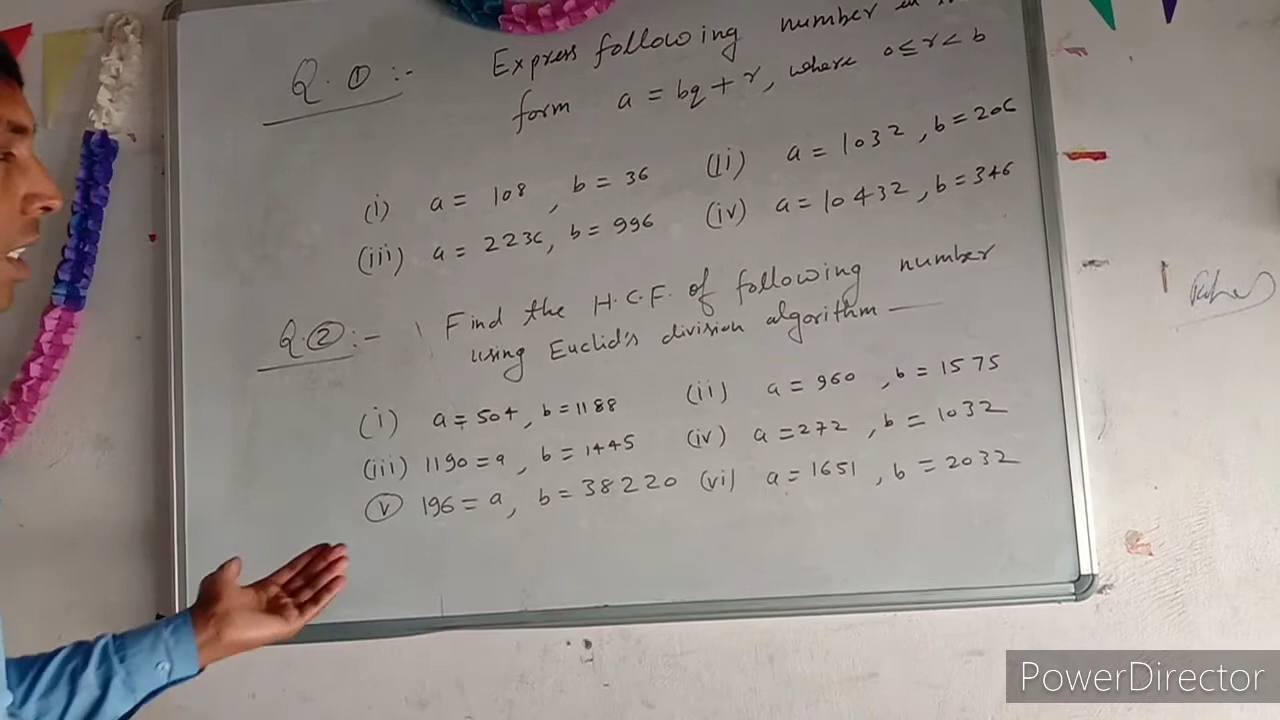 Q. ① :- Express following number in
form a = bq + r, where 0 ≤ r < b
(i) a = 108 , b = 36 (ii) a = 1032 , b = 206
(iii) a = 2236, b = 996 (iv) a = 10432 , b = 346
Q. ② :- Find the H.C.F. of following number
using Euclid's division algorithm —
(i) a = 504 , b = 1188 (ii) a = 960 , b = 1575
(iii) 1190 = a , b = 1445 (iv) a = 272 , b = 1032
(v) 196 = a , b = 38220 (vi) a = 1651 , b = 2032
PowerDirector